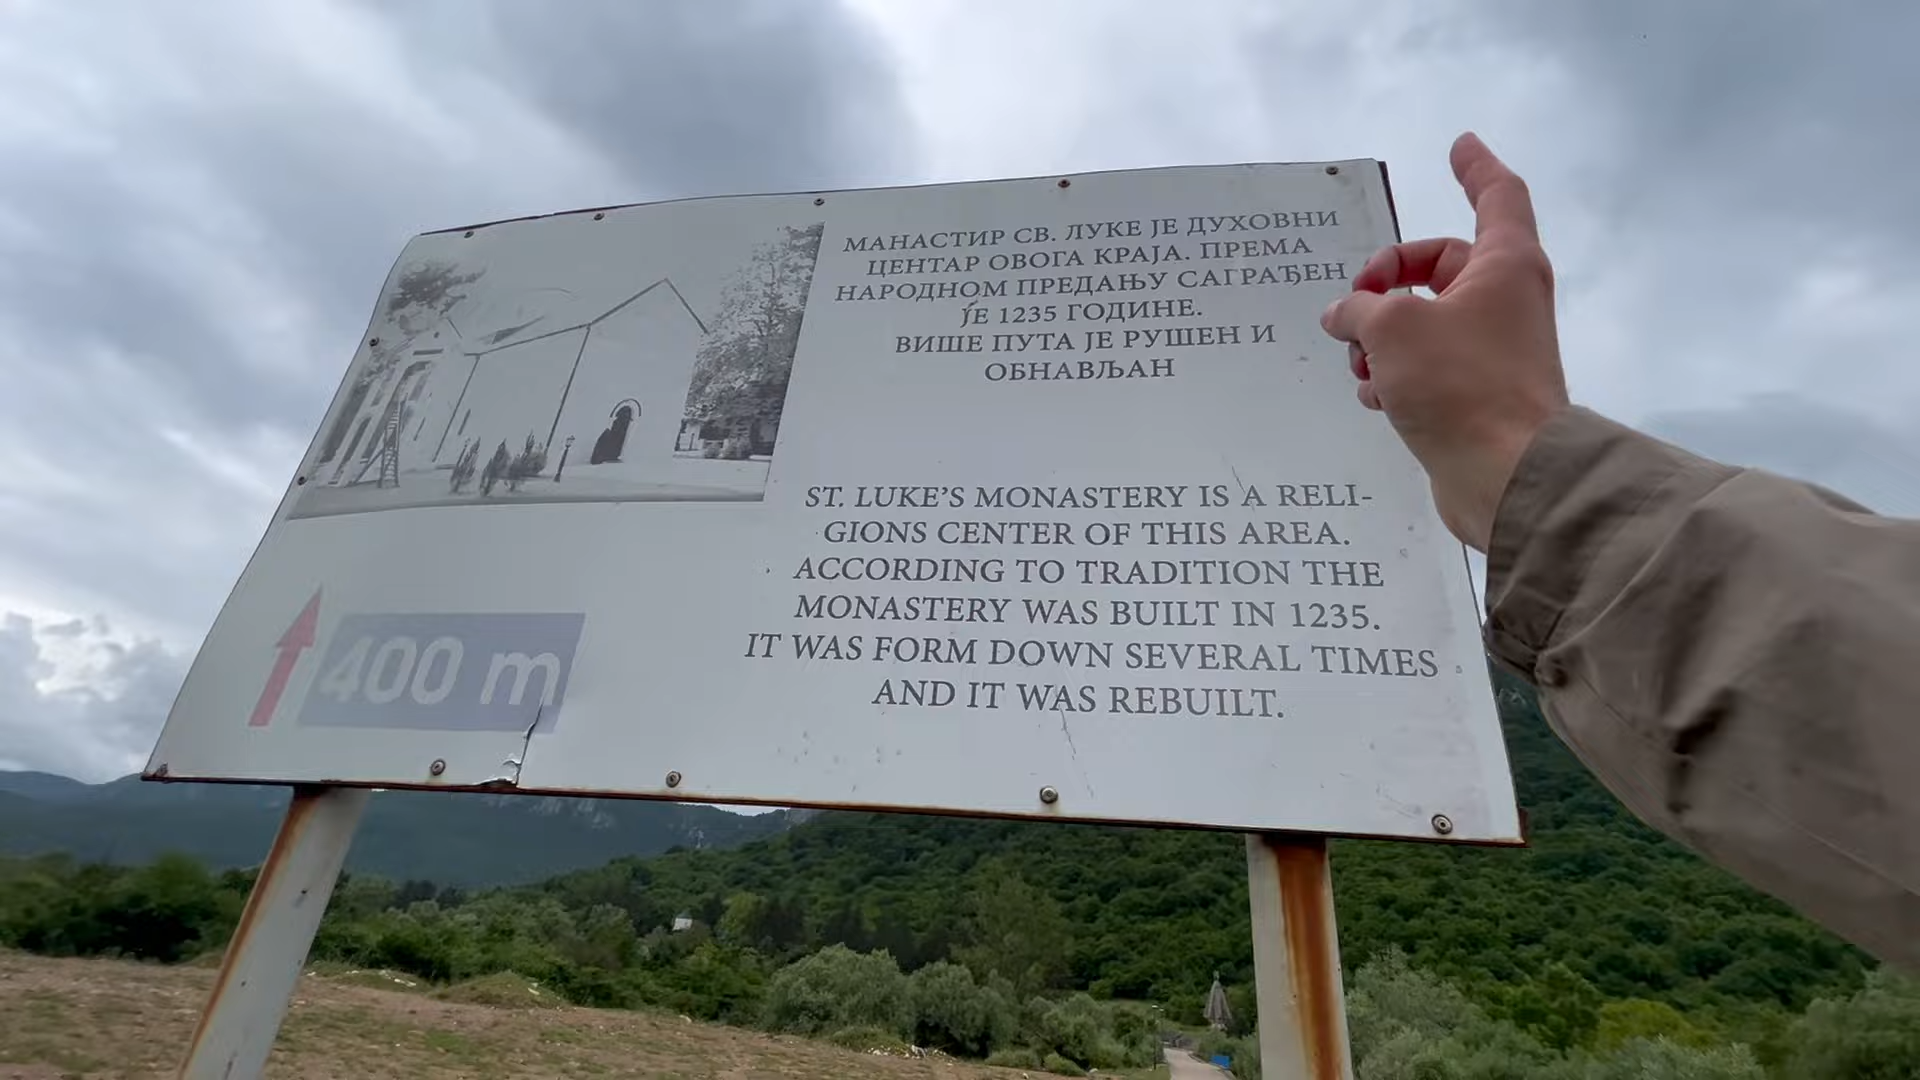 МАНАСТИР СВ. ЛУКЕ ЈЕ ДУХОВНИ
ЦЕНТАР ОВОГА КРАЈА. ПРЕМА
НАРОДНОМ ПРЕДАЊУ САГРАЂЕН
ЈЕ 1235 ГОДИНЕ.
ВИШЕ ПУТА ЈЕ РУШЕН И
ОБНАВЉАН
ST. LUKE'S MONASTERY IS A RELI-
GIONS CENTER OF THIS AREA.
ACCORDING TO TRADITION THE
MONASTERY WAS BUILT IN 1235.
IT WAS FORM DOWN SEVERAL TIMES
AND IT WAS REBUILT.
400 m